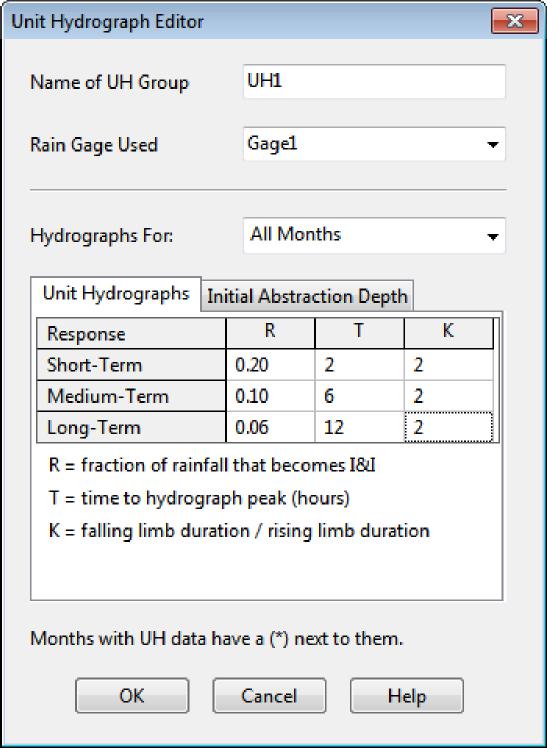 Unit Hydrograph Editor
Name of UH Group UH1
Rain Gage Used Gage1
Hydrographs For: All Months
Unit Hydrographs Initial Abstraction Depth
Response R T K
Short-Term 0.20 2 2
Medium-Term 0.10 6 2
Long-Term 0.06 12 2
R = fraction of rainfall that becomes I&I
T = time to hydrograph peak (hours)
K = falling limb duration / rising limb duration
Months with UH data have a (*) next to them.
OK Cancel Help